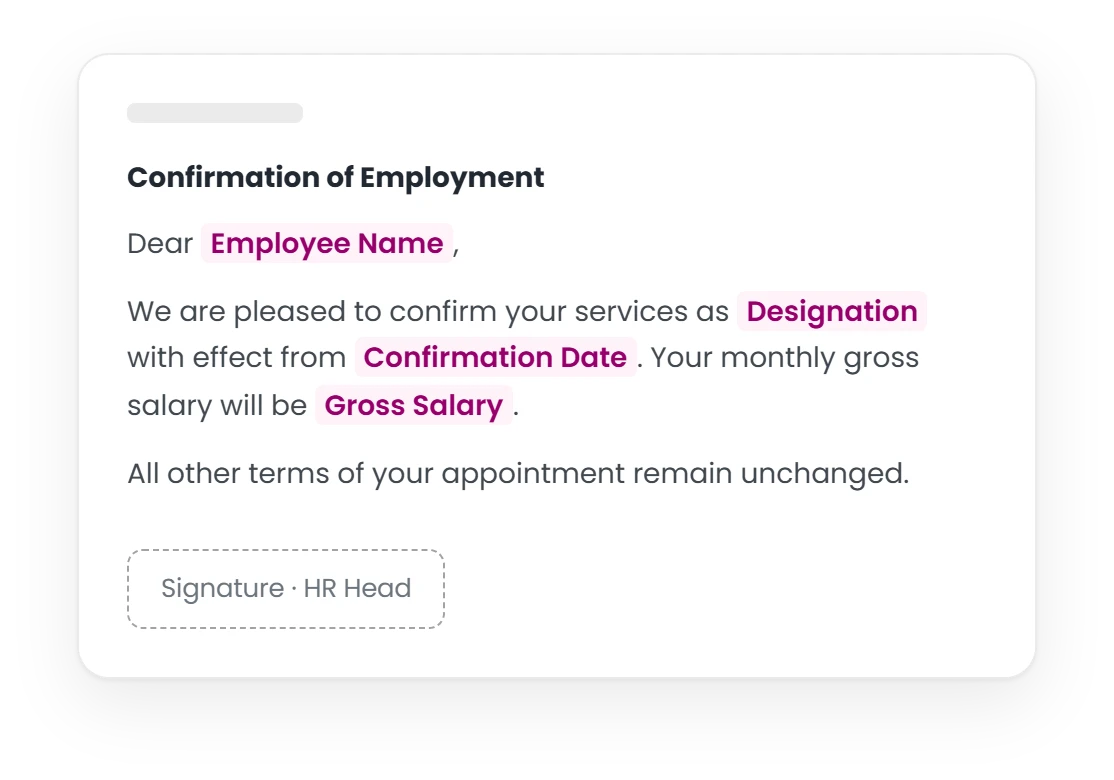 Confirmation of Employment
Dear Employee Name ,
We are pleased to confirm your services as Designation
with effect from Confirmation Date . Your monthly gross
salary will be Gross Salary .
All other terms of your appointment remain unchanged.
Signature · HR Head